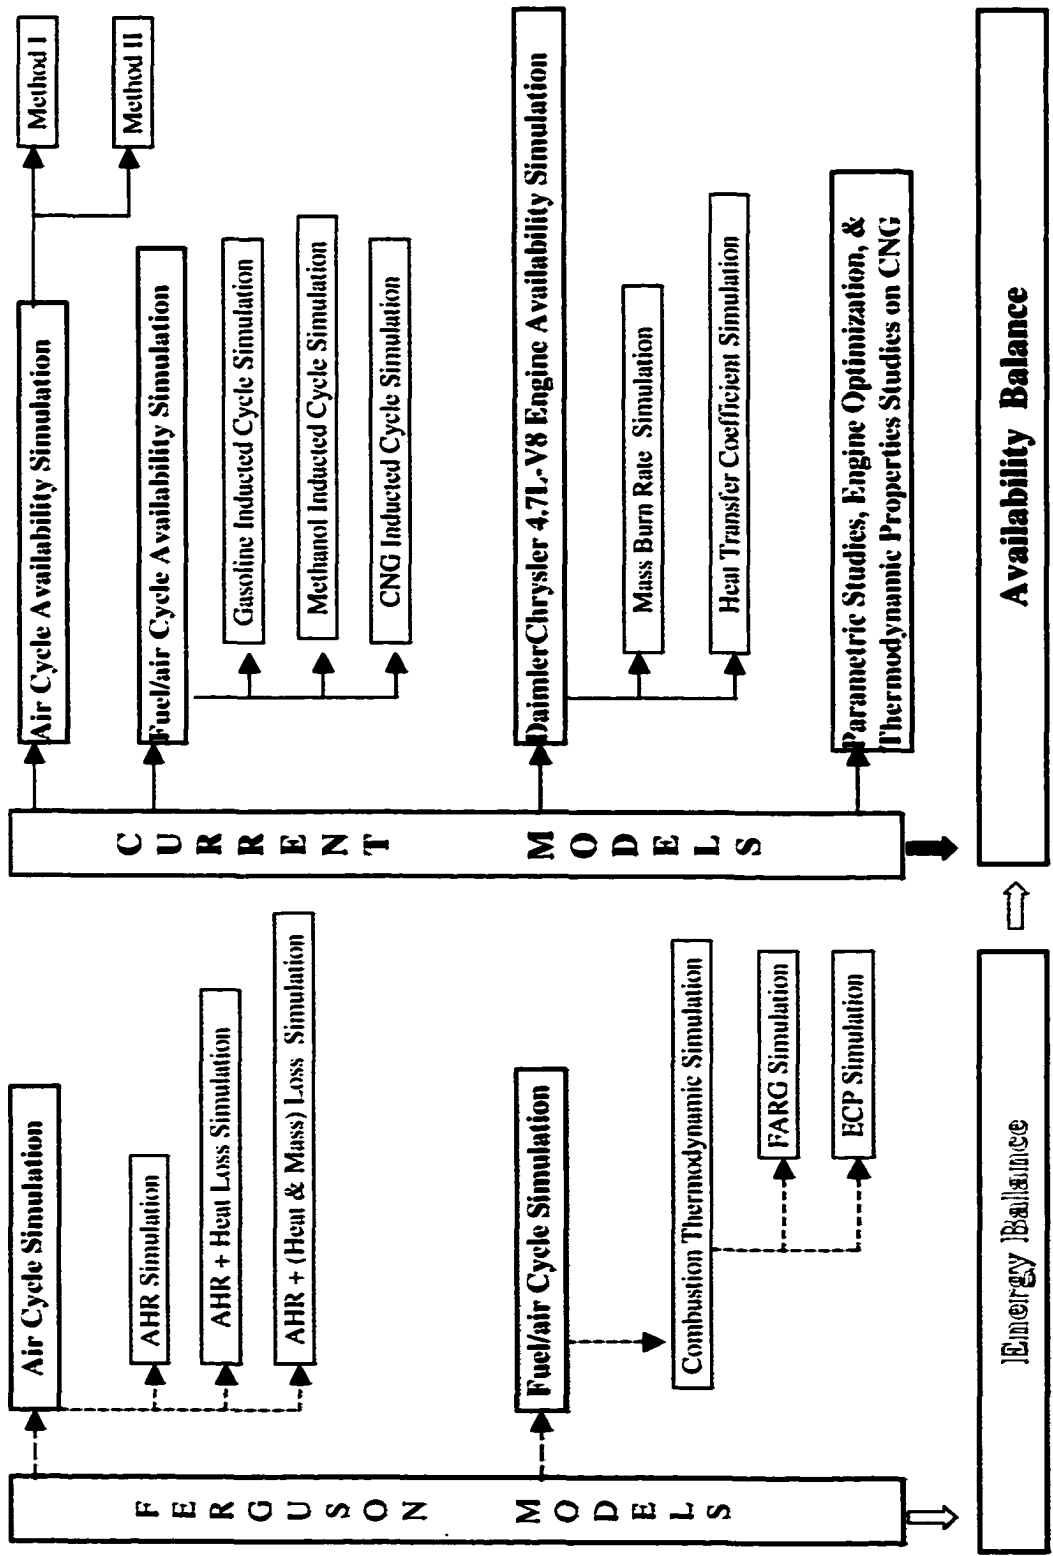 FERGUSON MODELS
Air Cycle Simulation
AHR Simulation
AHR + Heat Loss Simulation
AHR + (Heat & Mass) Loss Simulation
Fuel/air Cycle Simulation
Combustion Thermodynamic Simulation
FARG Simulation
ECP Simulation
Energy Balance
CURRENT MODELS
Air Cycle Availability Simulation
Method I
Method II
Fuel/air Cycle Availability Simulation
Gasoline Inducted Cycle Simulation
Methanol Inducted Cycle Simulation
CNG Inducted Cycle Simulation
DaimlerChrysler 4.7L-V8 Engine Availability Simulation
Mass Burn Rate Simulation
Heat Transfer Coefficient Simulation
Parametric Studies, Engine Optimization, &
Thermodynamic Properties Studies on CNG
Availability Balance